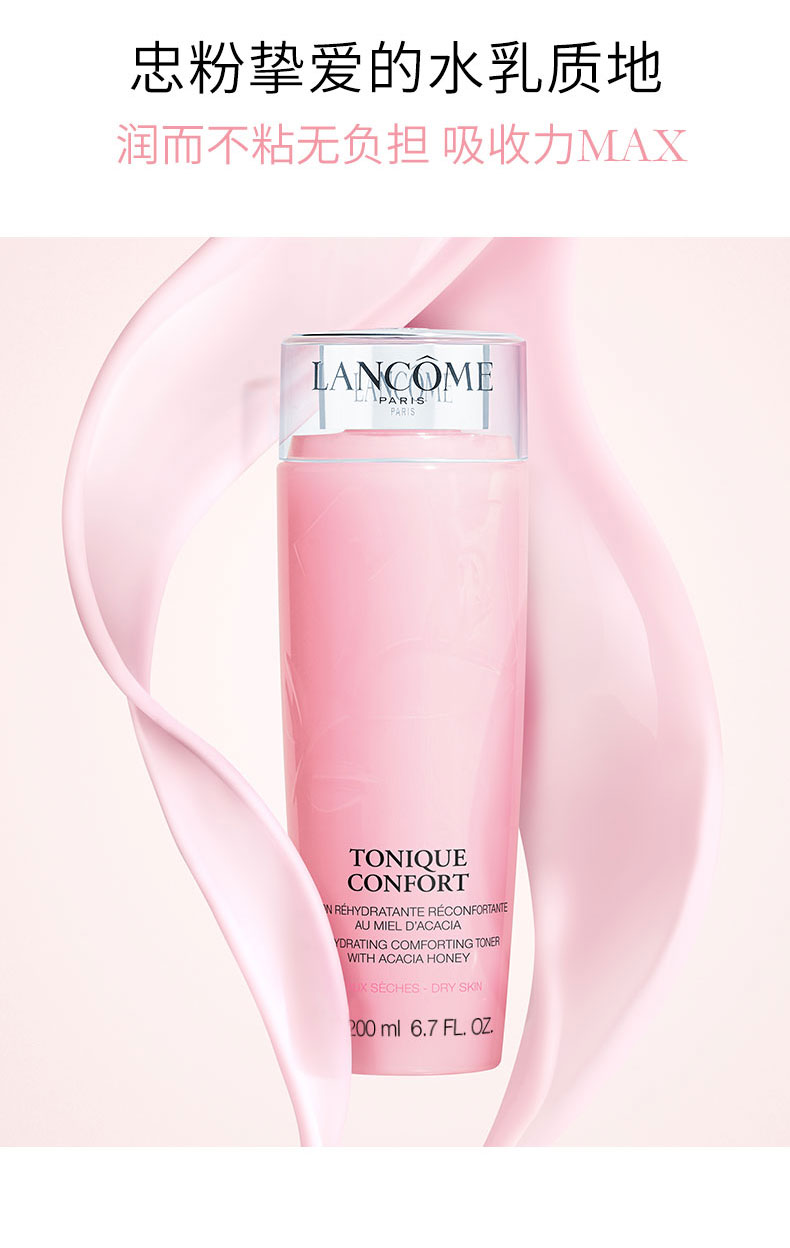 忠粉挚爱的水乳质地
润而不粘无负担 吸收力MAX
LANCÔME
PARIS
PARIS
TONIQUE
CONFORT
RÉHYDRATANTE RÉCONFORTANTE
AU MIEL D'ACACIA
COMFORTING TONER
WITH ACACIA HONEY
SÈCHES - DRY SKIN
200 ml 6.7 FL. OZ.